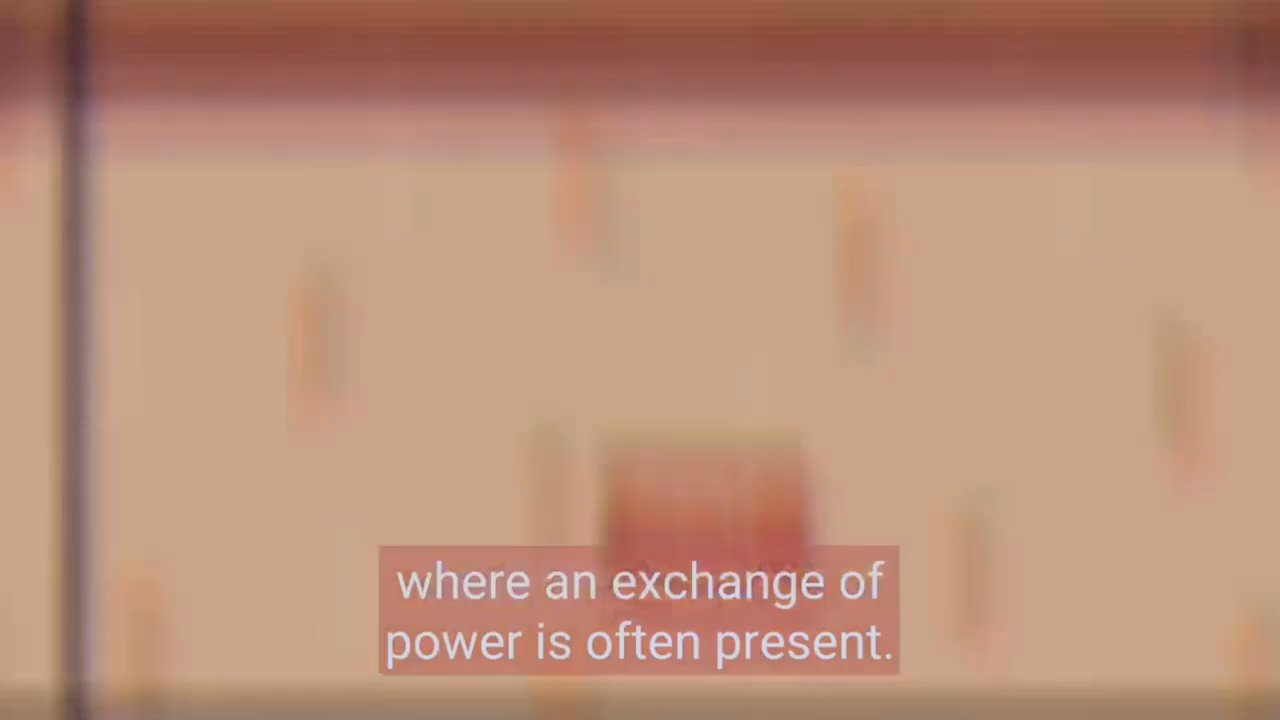 where an exchange of
power is often present.